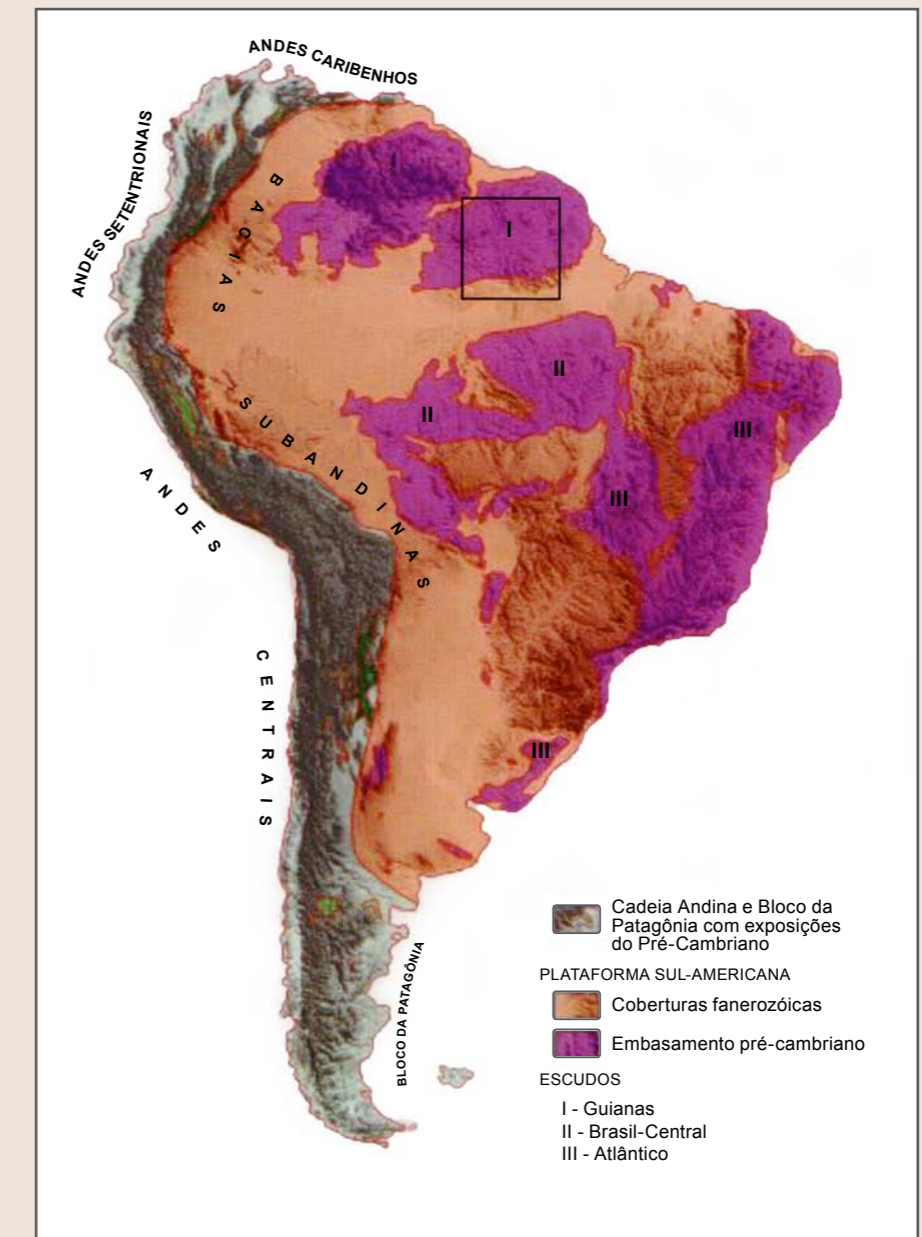 ANDES CARIBENHOS
ANDES SETENTRIONAIS
BACIAS
SUBANDINAS
ANDES
CENTRAIS
BLOCO DA PATAGÔNIA
I
I
II
II
III
III
III
Cadeia Andina e Bloco da
Patagônia com exposições
do Pré-Cambriano
PLATAFORMA SUL-AMERICANA
Coberturas fanerozóicas
Embasamento pré-cambriano
ESCUDOS
I - Guianas
II - Brasil-Central
III - Atlântico